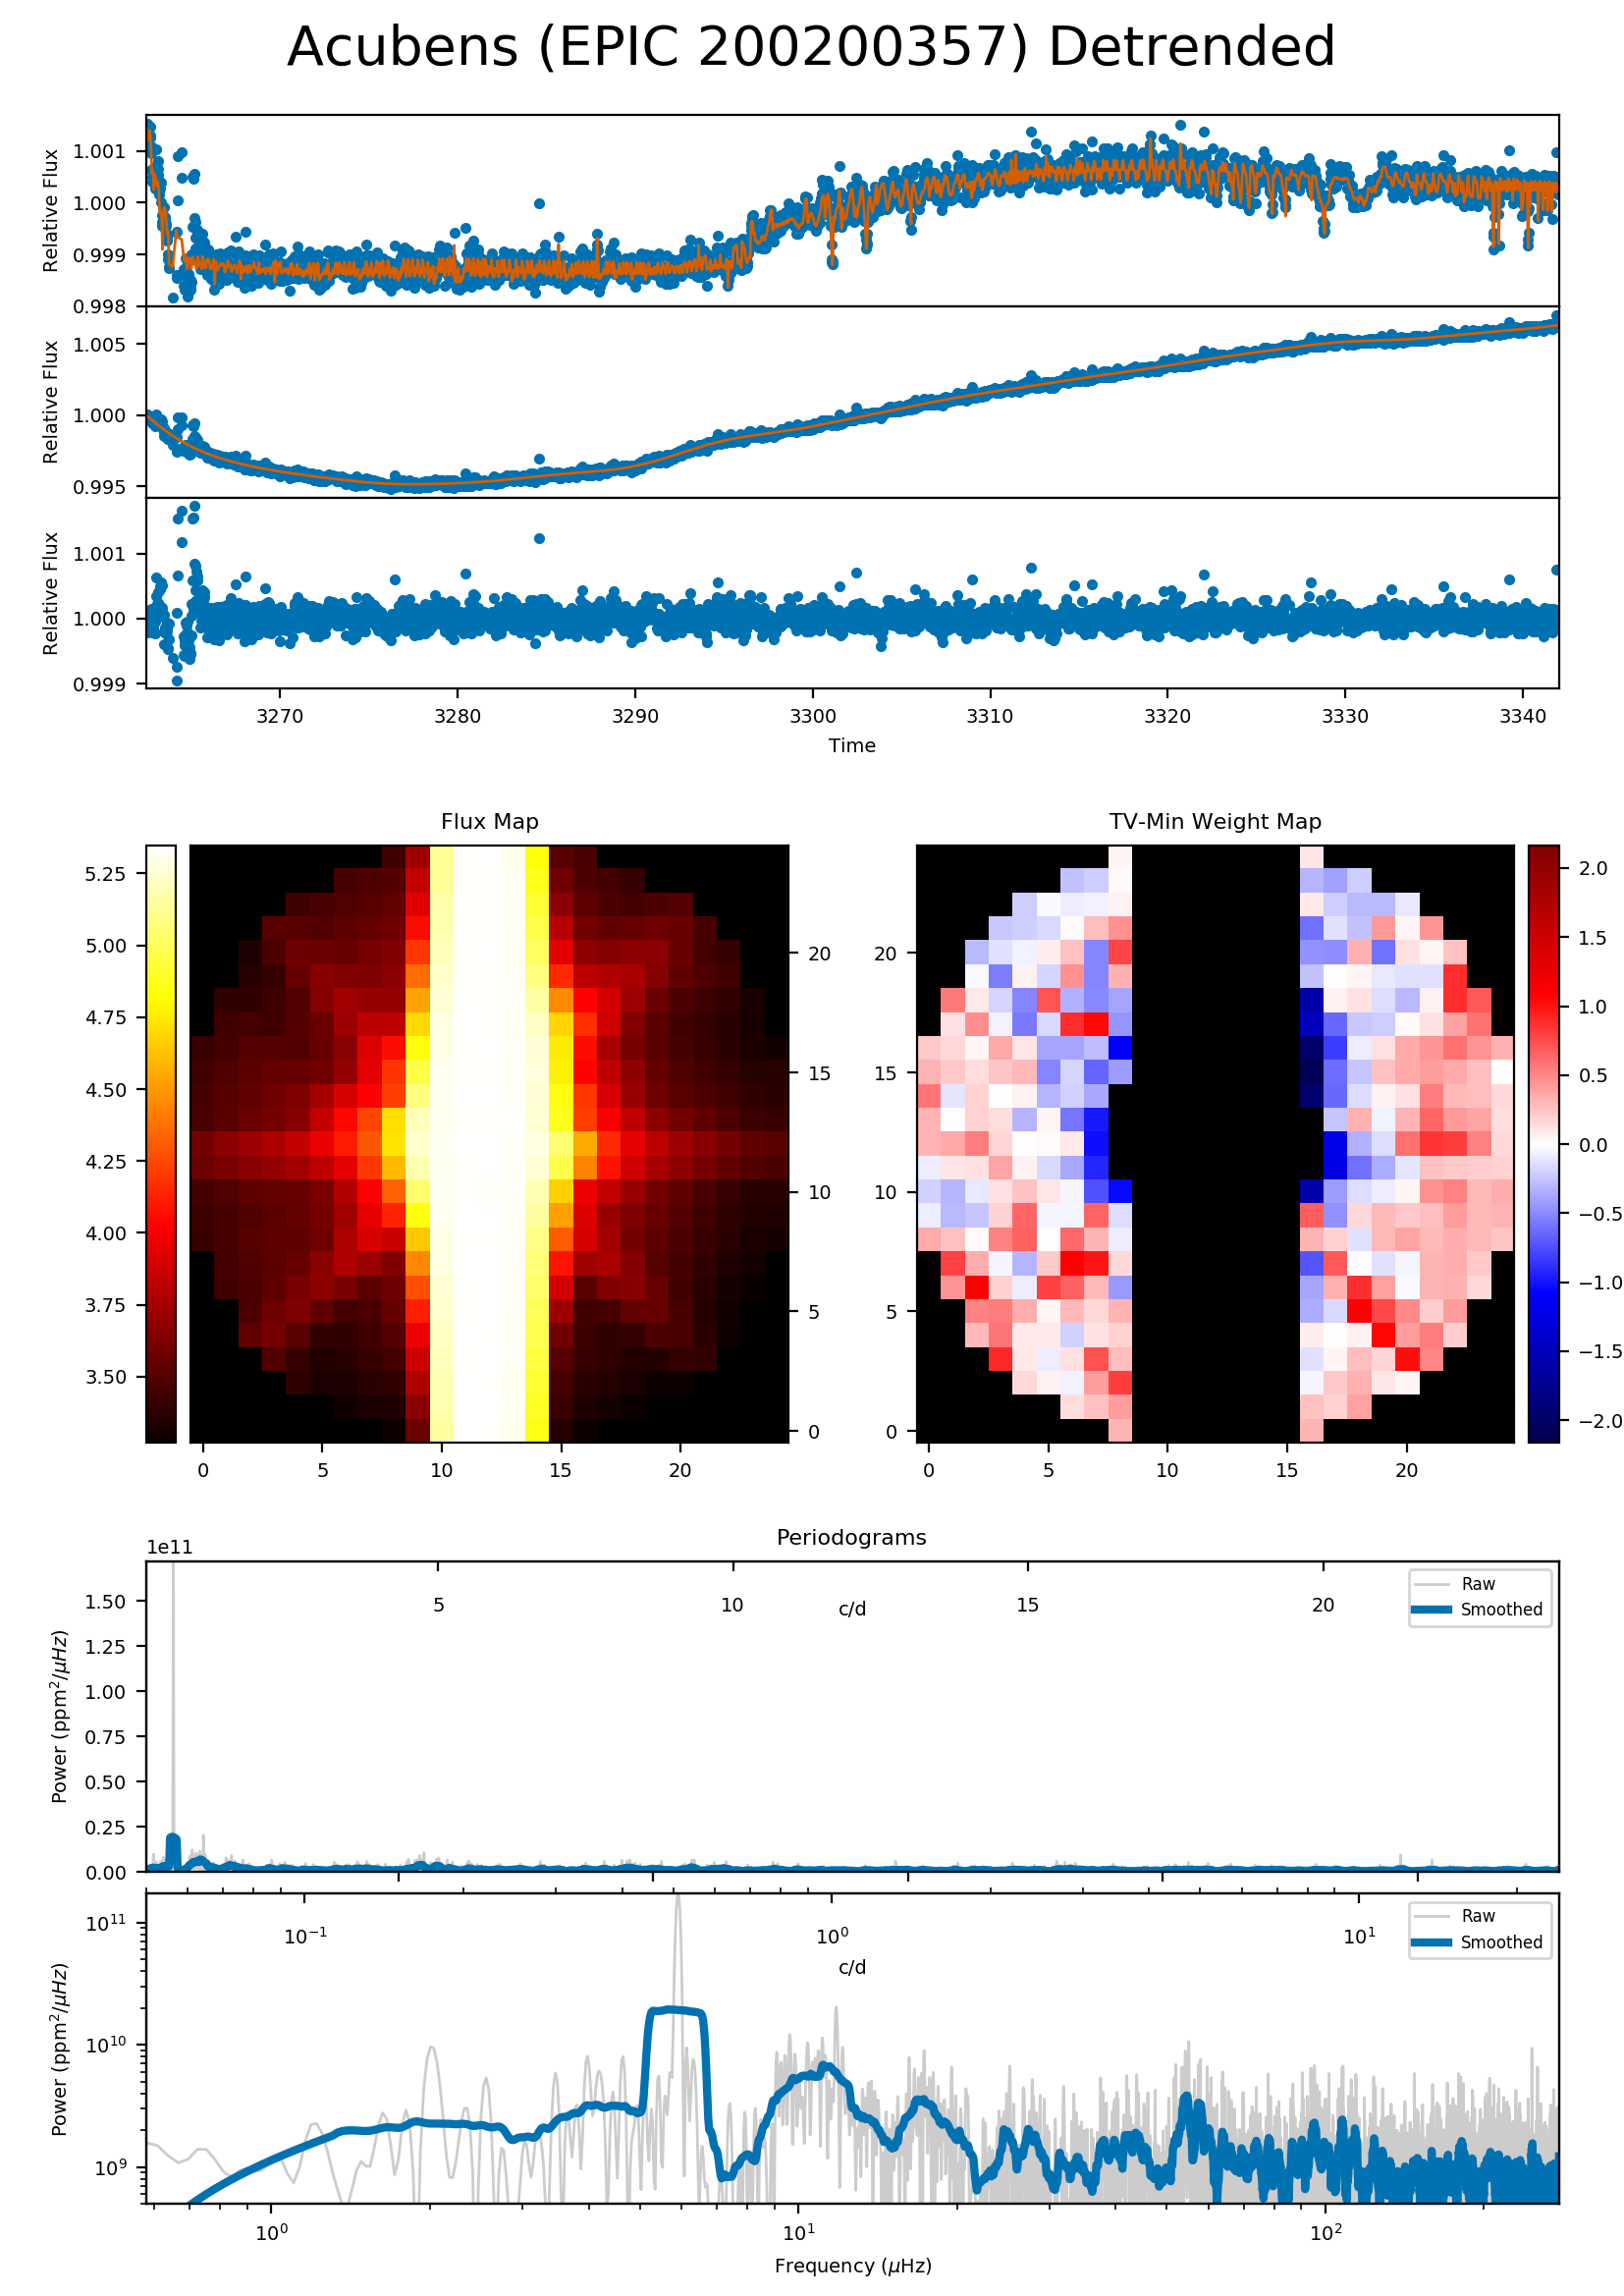 Acubens (EPIC 200200357) Detrended
Relative Flux
1.001
1.000
0.999
0.998
Relative Flux
1.005
1.000
0.995
Relative Flux
1.001
1.000
0.999
3270 3280 3290 3300 3310 3320 3330 3340
Time
Flux Map
5.25
5.00
4.75
4.50
4.25
4.00
3.75
3.50
20
15
10
5
0
0 5 10 15 20
TV-Min Weight Map
20
15
10
5
0
0 5 10 15 20
2.0
1.5
1.0
0.5
0.0
−0.5
−1.0
−1.5
−2.0
Periodograms
1e11
Power (ppm²/μHz)
1.50
1.25
1.00
0.75
0.50
0.25
0.00
5 10 15 20
c/d
Raw
Smoothed
Power (ppm²/μHz)
10¹¹
10¹⁰
10⁹
10⁻¹ 10⁰ 10¹
c/d
Raw
Smoothed
10⁰ 10¹ 10²
Frequency (μHz)